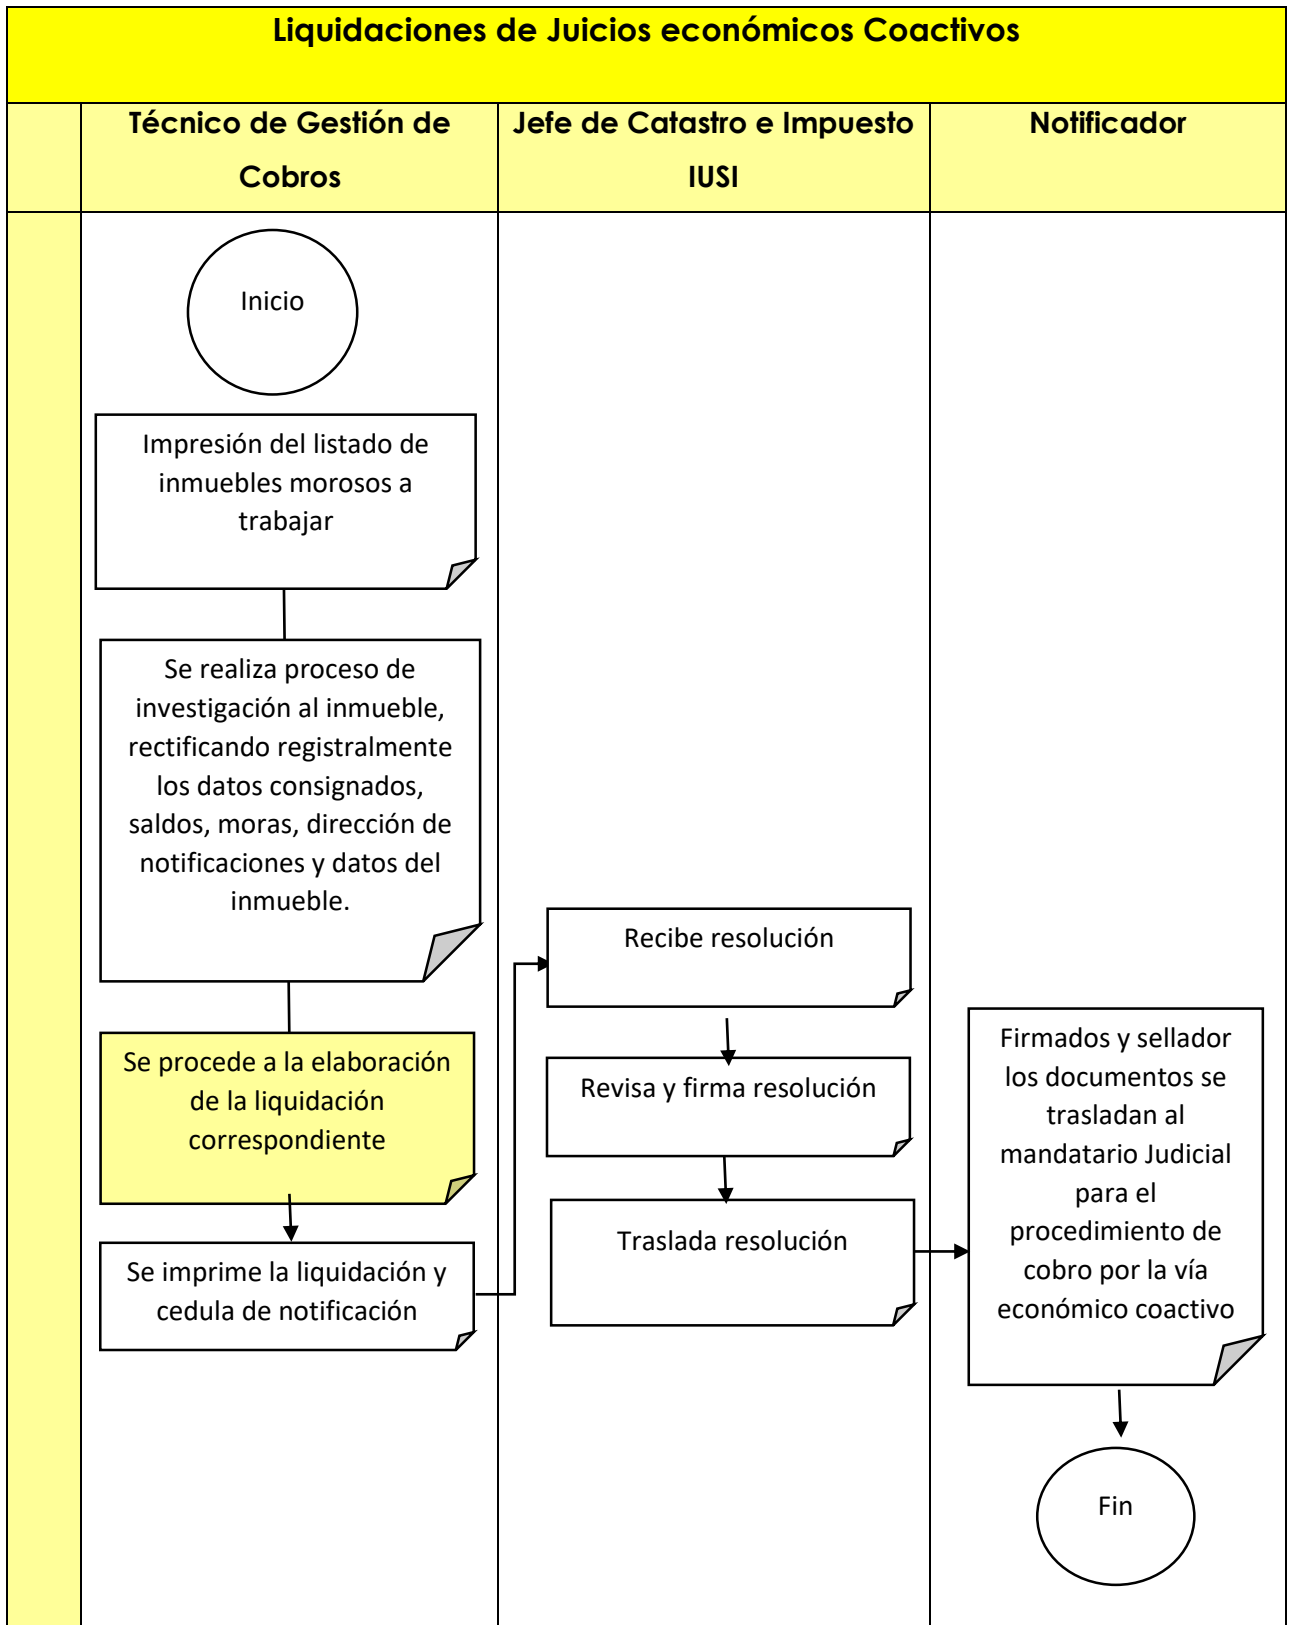 Liquidaciones de Juicios económicos Coactivos
Técnico de Gestión de
Cobros
Jefe de Catastro e Impuesto
IUSI
Notificador
Inicio
Impresión del listado de
inmuebles morosos a
trabajar
Se realiza proceso de
investigación al inmueble,
rectificando registralmente
los datos consignados,
saldos, moras, dirección de
notificaciones y datos del
inmueble.
Se procede a la elaboración
de la liquidación
correspondiente
Se imprime la liquidación y
cedula de notificación
Recibe resolución
Revisa y firma resolución
Traslada resolución
Firmados y sellador
los documentos se
trasladan al
mandatario Judicial
para el
procedimiento de
cobro por la vía
económico coactivo
Fin